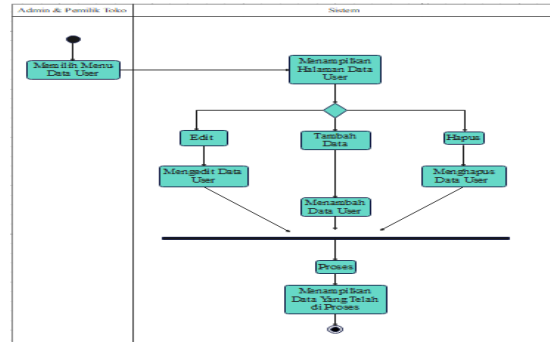 Admin & Pemilik Toko
Sistem
Memilih Menu
Data User
Menampilkan
Halaman Data
User
Edit
Tambah
Data
Hapus
Mengedit Data
User
Menambah
Data User
Menghapus
Data User
Proses
Menampilkan
Data Yang Telah
di Proses